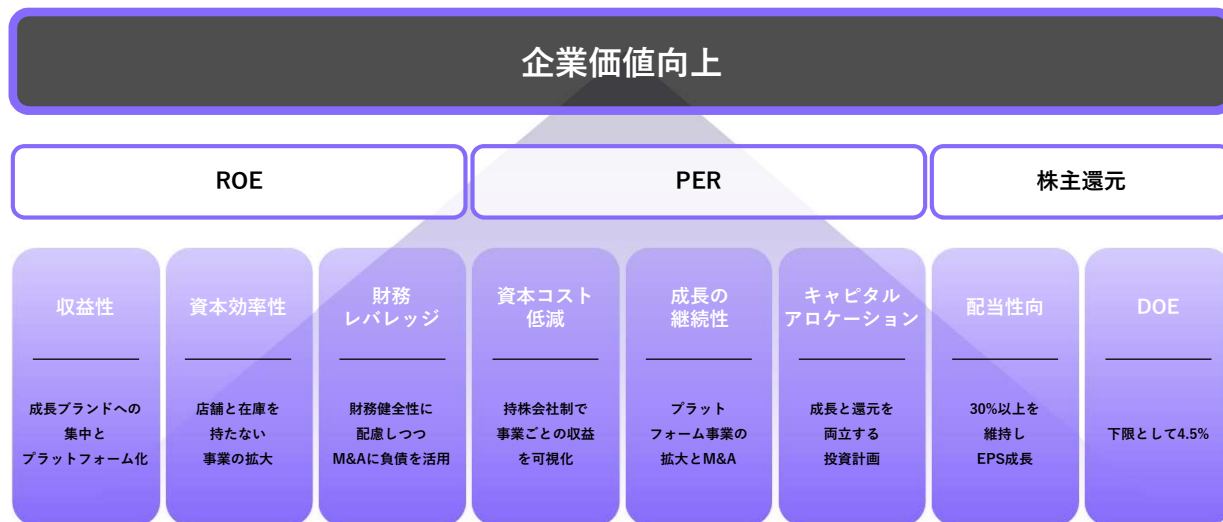 企業価値向上
ROE
PER
株主還元
収益性
成長ブランドへの
集中と
プラットフォーム化
資本効率性
店舗と在庫を
持たない
事業の拡大
財務
レバレッジ
財務健全性に
配慮しつつ
M&Aに負債を活用
資本コスト
低減
持株会社制で
事業ごとの収益
を可視化
成長の
継続性
プラット
フォーム事業の
拡大とM&A
キャピタル
アロケーション
成長と還元を
両立する
投資計画
配当性向
30%以上を
維持し
EPS成長
DOE
下限として4.5%